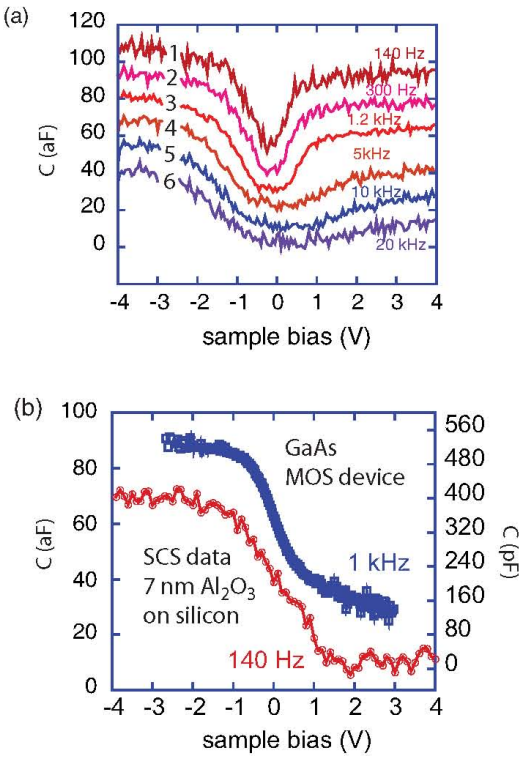 (a)
120
100
80
60
40
20
0
C (aF)
1
2
3
4
5
6
140 Hz
300 Hz
1.2 kHz
5kHz
10 kHz
20 kHz
-4 -3 -2 -1 0 1 2 3 4
sample bias (V)
(b)
100
80
60
40
20
0
C (aF)
GaAs
MOS device
SCS data
7 nm Al₂O₃
on silicon
1 kHz
140 Hz
560
480
400
320
240
160
80
0
C (pF)
-4 -3 -2 -1 0 1 2 3 4
sample bias (V)